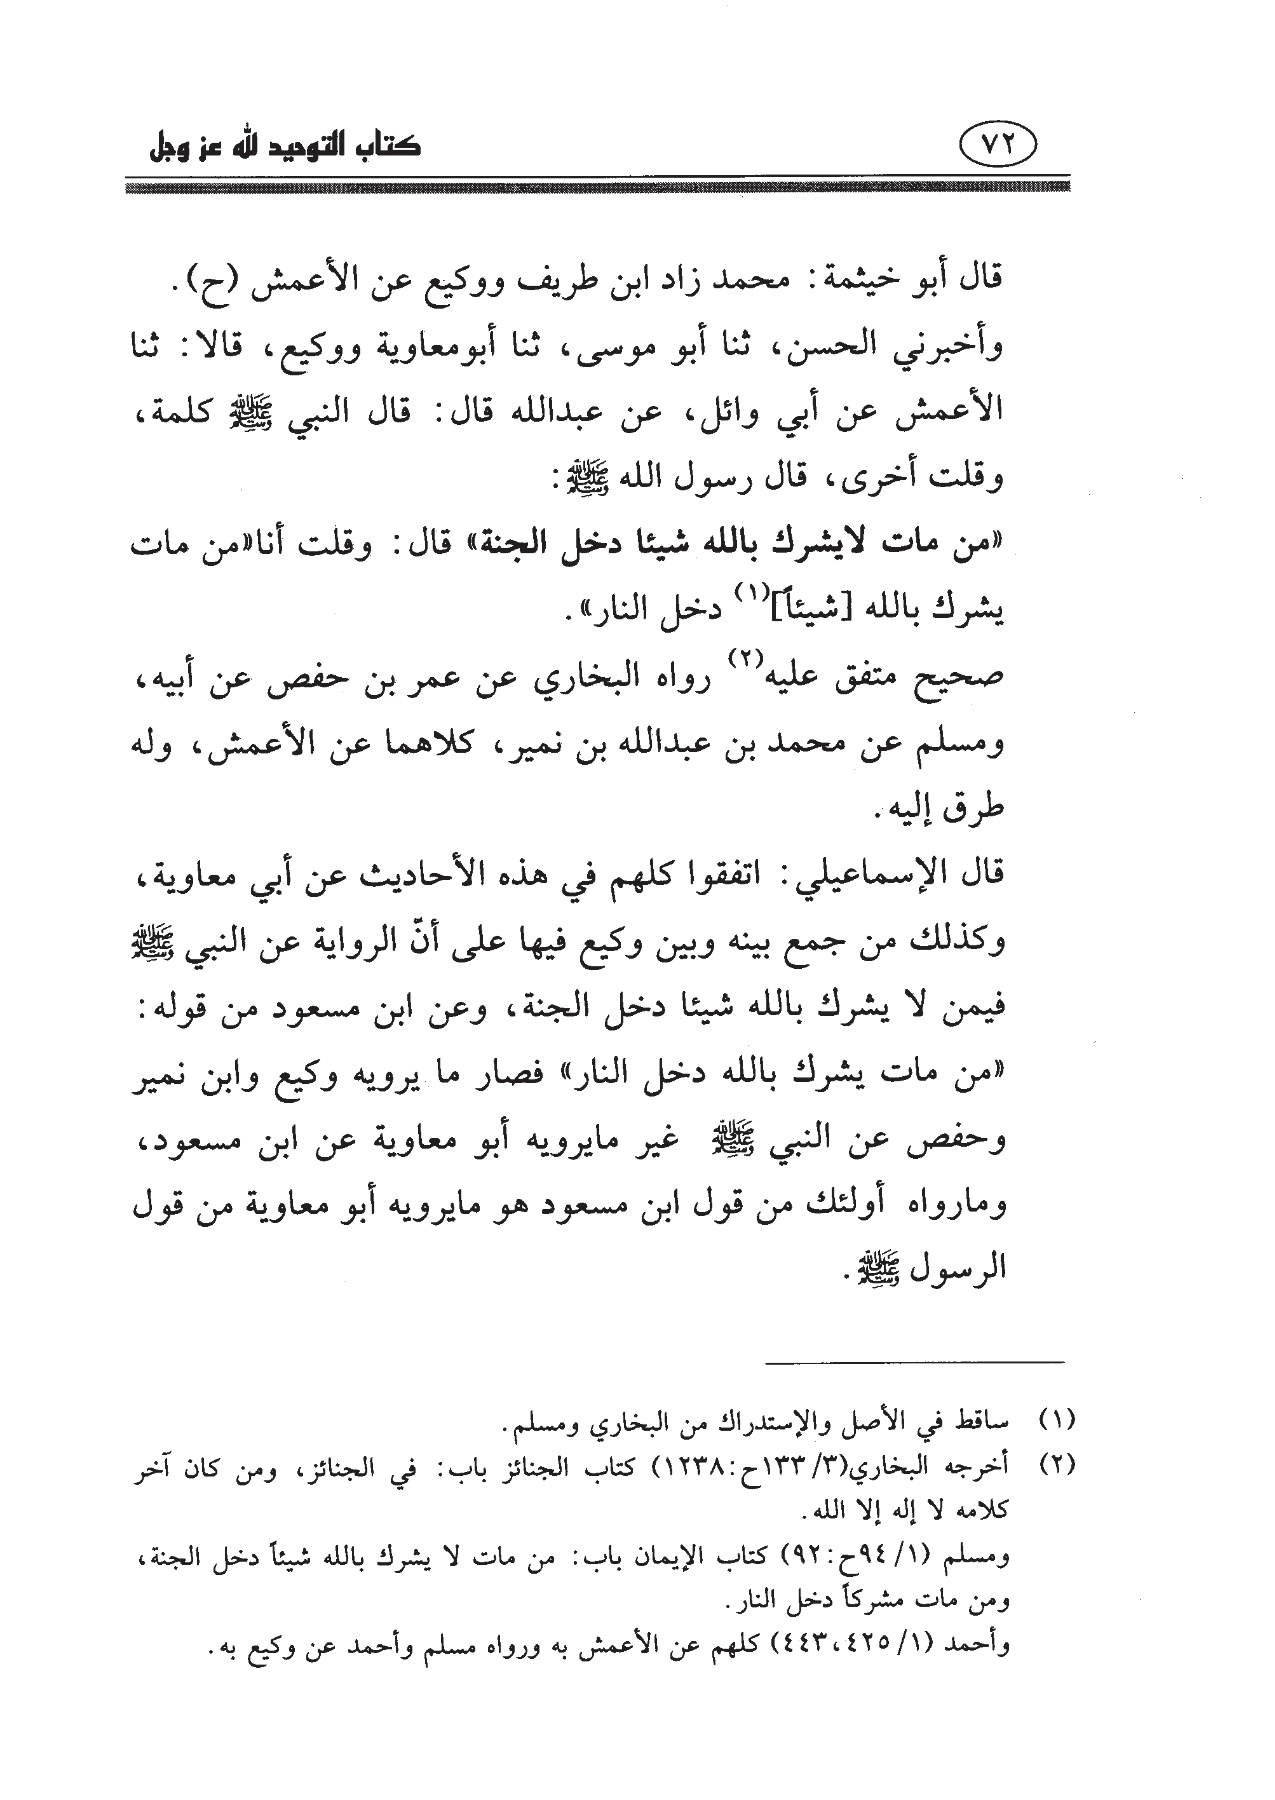 ٧٢
كتاب التوحيد لله عز وجل
قال أبو خيثمة: محمد زاد ابن طريف ووكيع عن الأعمش (ح).
وأخبرني الحسن، ثنا أبو موسى، ثنا أبومعاوية ووكيع، قالا: ثنا
الأعمش عن أبي وائل، عن عبدالله قال: قال النبي ﷺ كلمة،
وقلت أخرى، قال رسول الله ﷺ:
«من مات لايشرك بالله شيئا دخل الجنة» قال: وقلت أنا«من مات
يشرك بالله [شيئاً](١) دخل النار».
صحيح متفق عليه(٢) رواه البخاري عن عمر بن حفص عن أبيه،
ومسلم عن محمد بن عبدالله بن نمير، كلاهما عن الأعمش، وله
طرق إليه.
قال الإسماعيلي: اتفقوا كلهم في هذه الأحاديث عن أبي معاوية،
وكذلك من جمع بينه وبين وكيع فيها على أنّ الرواية عن النبي ﷺ
فيمن لا يشرك بالله شيئا دخل الجنة، وعن ابن مسعود من قوله:
«من مات يشرك بالله دخل النار» فصار ما يرويه وكيع وابن نمير
وحفص عن النبي ﷺ غير مايرويه أبو معاوية عن ابن مسعود،
ومارواه أولئك من قول ابن مسعود هو مايرويه أبو معاوية من قول
الرسول ﷺ.
(١) ساقط في الأصل والإستدراك من البخاري ومسلم.
(٢) أخرجه البخاري(٣/ ١٣٣ح:١٢٣٨) كتاب الجنائز باب: في الجنائز، ومن كان آخر
كلامه لا إله إلا الله.
ومسلم (١/ ٩٤ح:٩٢) كتاب الإيمان باب: من مات لا يشرك بالله شيئاً دخل الجنة،
ومن مات مشركاً دخل النار.
وأحمد (١/ ٤٢٥، ٤٤٣) كلهم عن الأعمش به ورواه مسلم وأحمد عن وكيع به.